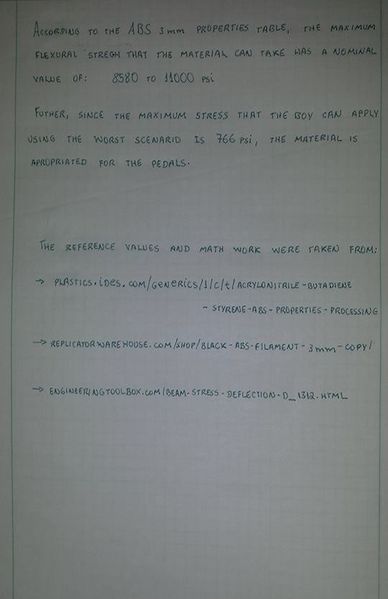 ACCORDING TO THE ABS 3mm PROPERTIES TABLE, THE MAXIMUM
FLEXURAL STREGH THAT THE MATERIAL CAN TAKE HAS A NOMINAL
VALUE OF: 8580 TO 11000 PSi
FUTHER, SINCE THE MAXIMUM STRESS THAT THE BOY CAN APPLY
USING THE WORST SCENARIO IS 766 PSi, THE MATERIAL IS
APROPRIATED FOR THE PEDALS.
THE REFERENCE VALUES AND MATH WORK WERE TAKEN FROM:
→ PLASTICS.ides.COM/GENERICS/1/C/t/ACRYLONITRILE-BUTADIENE
- STYRENE-ABS-PROPERTIES-PROCESSING
→ REPLICATORWAREHOUSE.COM/SHOP/BLACK-ABS-FILAMENT-3mm-COPY/
→ ENGINEERINGTOOLBOX.COM/BEAM-STRESS-DEFLECTION-D_1312.HTML